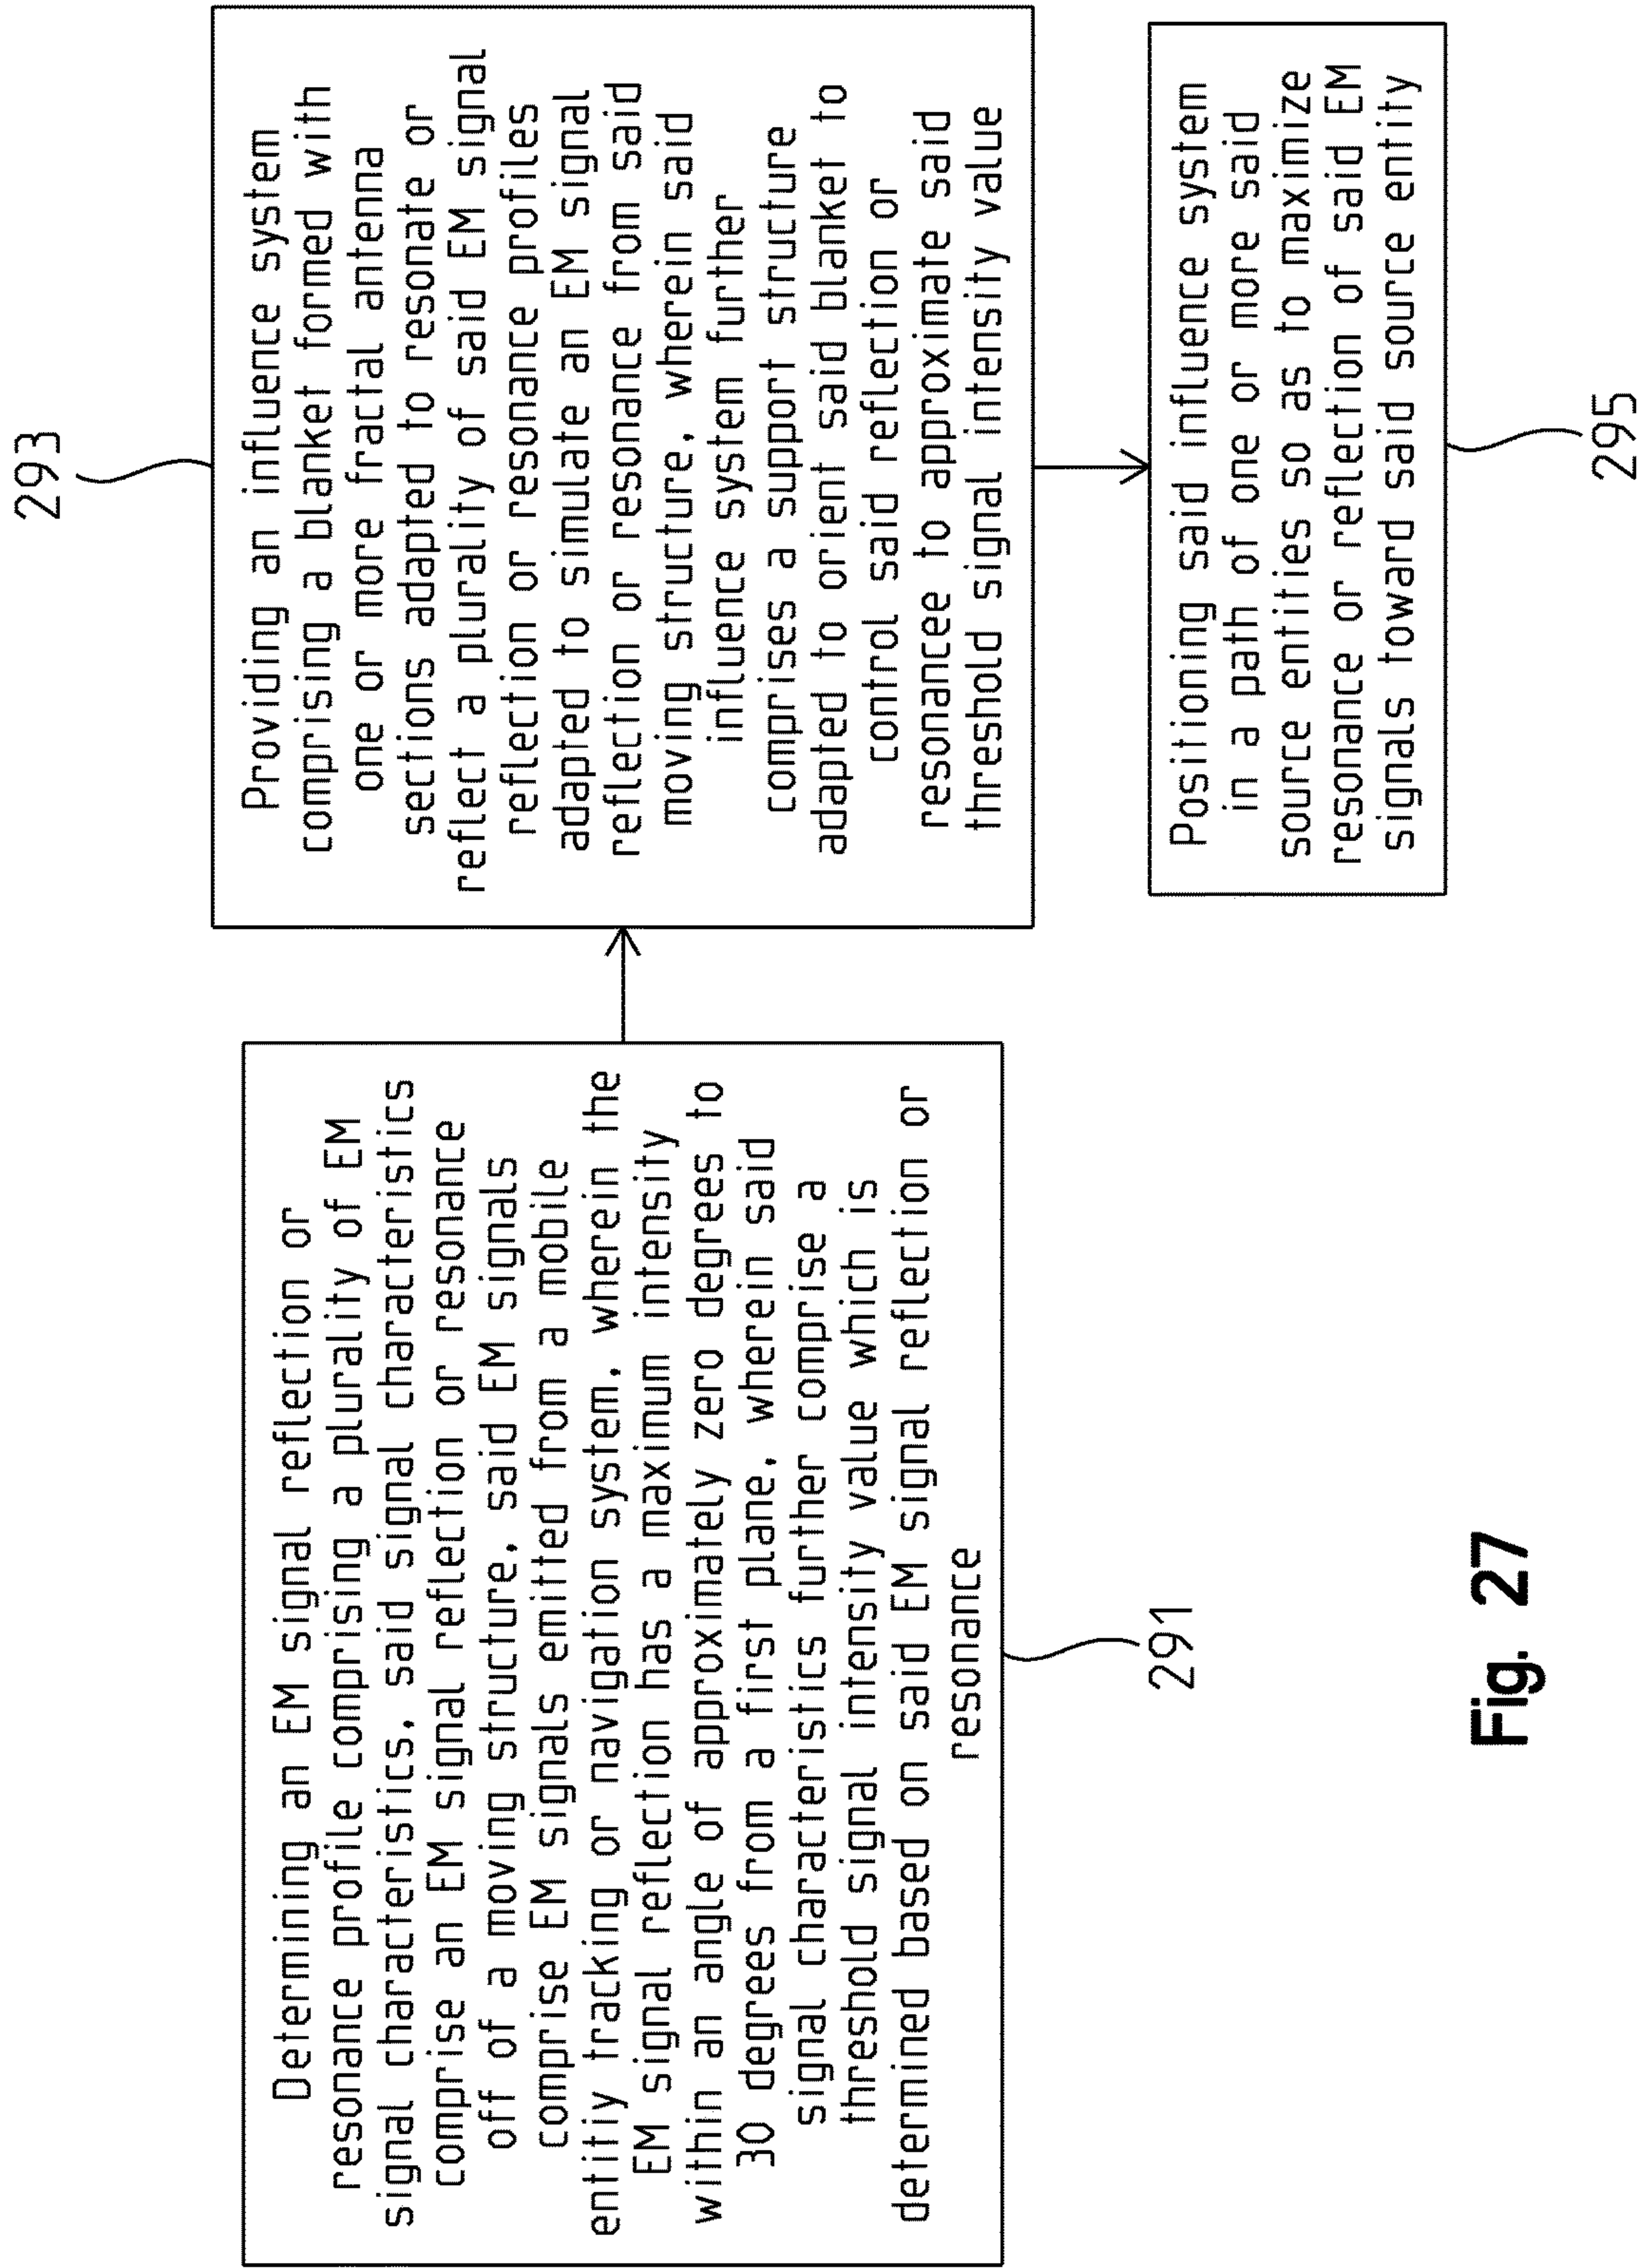 Determining an EM signal reflection or
resonance profile comprising a plurality of EM
signal characteristics, said signal characteristics
comprise an EM signal reflection or resonance
off of a moving structure, said EM signals
comprise EM signals emitted from a mobile
entitiy tracking or navigation system, wherein the
EM signal reflection has a maximum intensity
within an angle of approximately zero degrees to
30 degrees from a first plane, wherein said
signal characteristics further comprise a
threshold signal intensity value which is
determined based on said EM signal reflection or
resonance
291
293
Providing an influence system
comprising a blanket formed with
one or more fractal antenna
sections adapted to resonate or
reflect a plurality of said EM signal
reflection or resonance profiles
adapted to simulate an EM signal
reflection or resonance from said
moving structure, wherein said
influence system further
comprises a support structure
adapted to orient said blanket to
control said reflection or
resonancee to approximate said
threshold signal intensity value
Positioning said influence system
in a path of one or more said
source entities so as to maximize
resonance or reflection of said EM
signals toward said source entity
295
Fig. 27